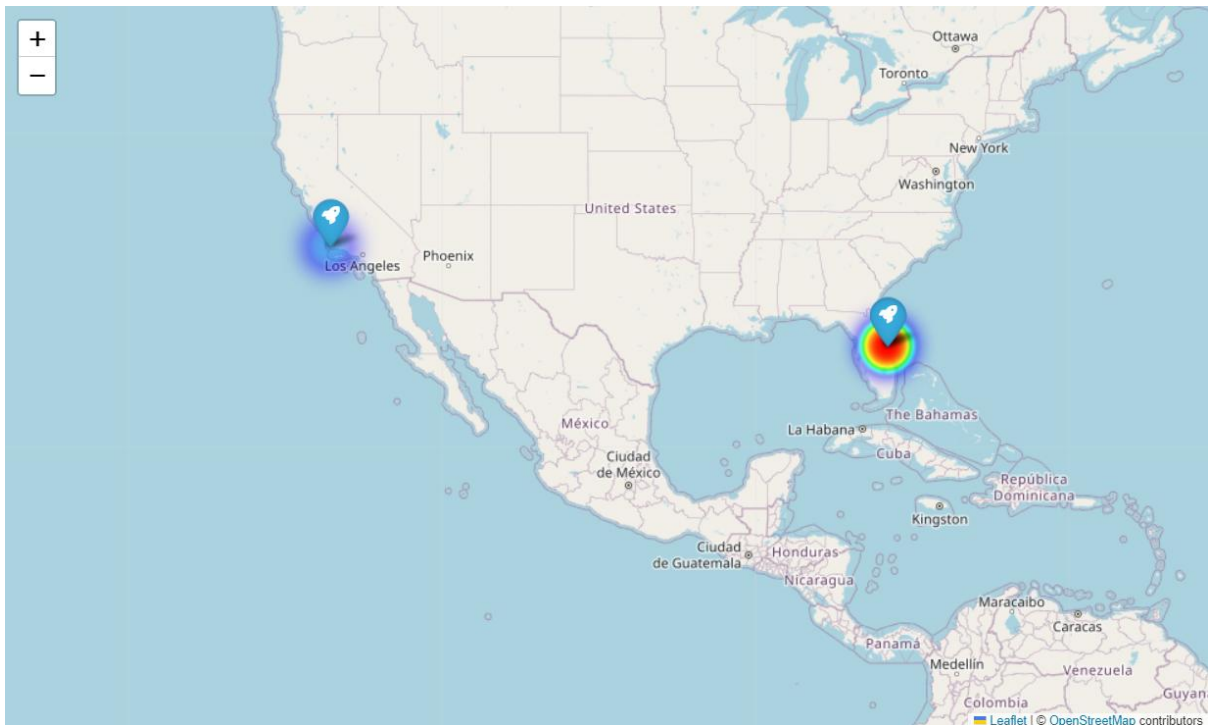 +
−
Ottawa
Toronto
New York
Washington
United States
Los Angeles
Phoenix
México
Ciudad
de México
La Habana
The Bahamas
Cuba
República
Dominicana
Kingston
Ciudad
de Guatemala
Honduras
Nicaragua
Maracaibo
Caracas
Panamá
Medellín
Venezuela
Colombia
Guyan
Leaflet | © OpenStreetMap contributors